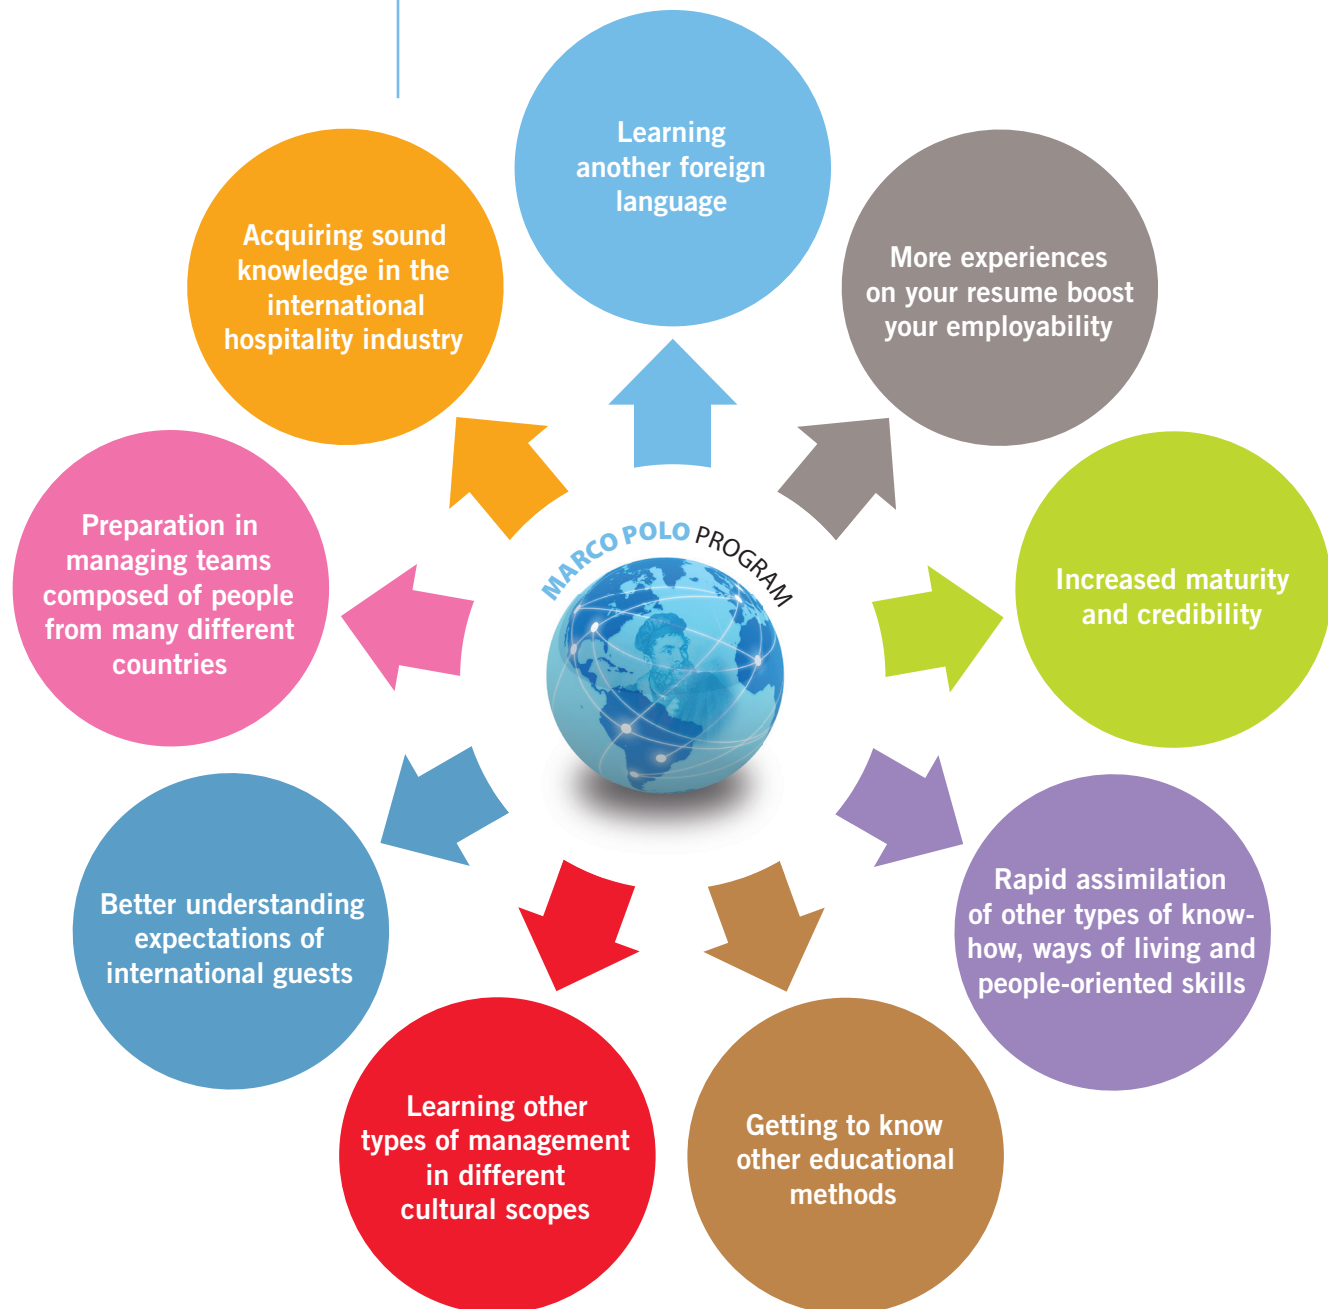 Learning
another foreign
language
More experiences
on your resume boost
your employability
Increased maturity
and credibility
Rapid assimilation
of other types of know-
how, ways of living and
people-oriented skills
Getting to know
other educational
methods
Learning other
types of management
in different
cultural scopes
Better understanding
expectations of
international guests
Preparation in
managing teams
composed of people
from many different
countries
Acquiring sound
knowledge in the
international
hospitality industry
MARCO POLO PROGRAM